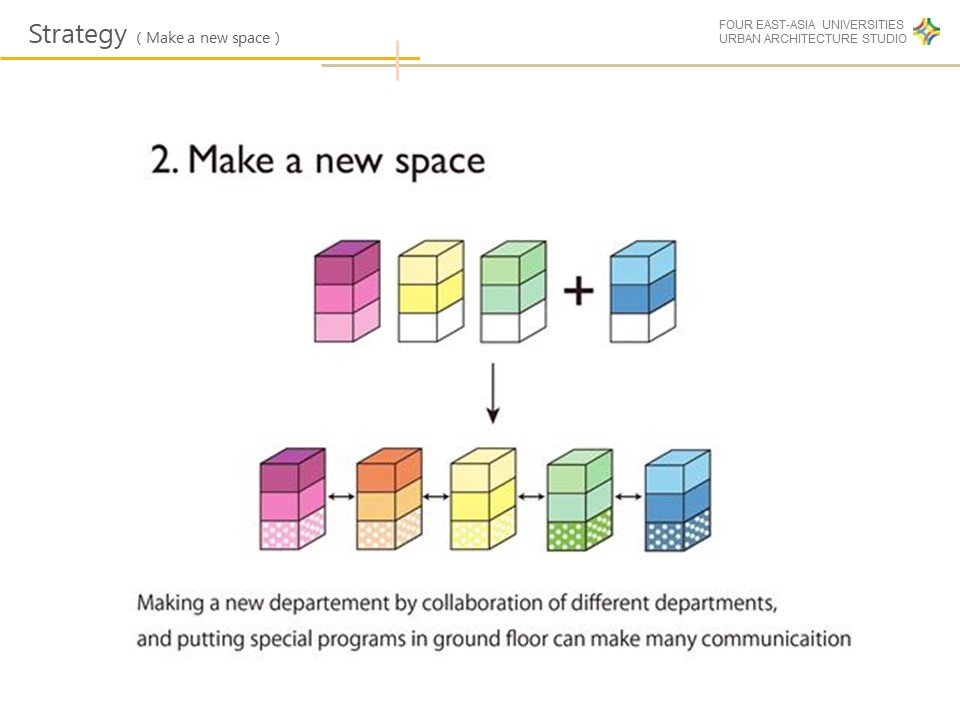 Strategy ( Make a new space )
FOUR EAST-ASIA UNIVERSITIES
URBAN ARCHITECTURE STUDIO
2. Make a new space
+
Making a new departement by collaboration of different departments,
and putting special programs in ground floor can make many communicaition